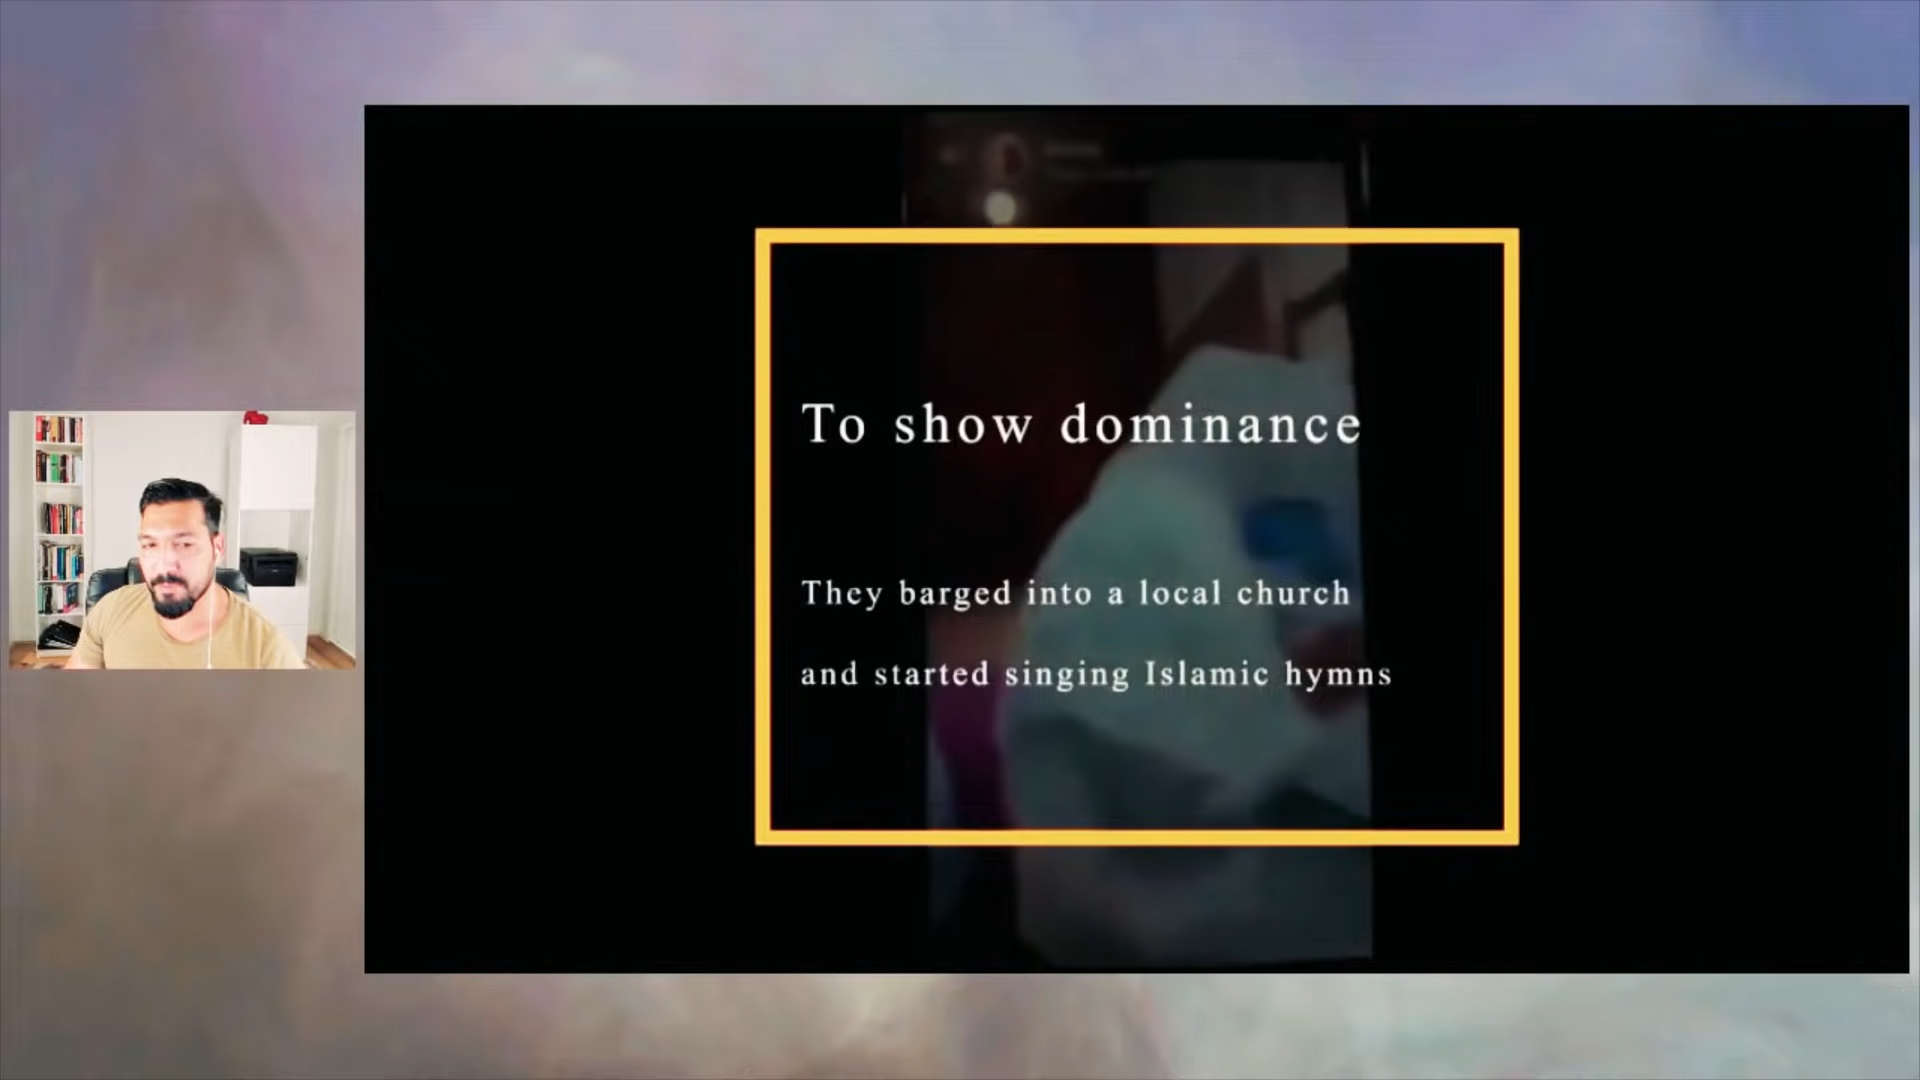 To show dominance
They barged into a local church
and started singing Islamic hymns